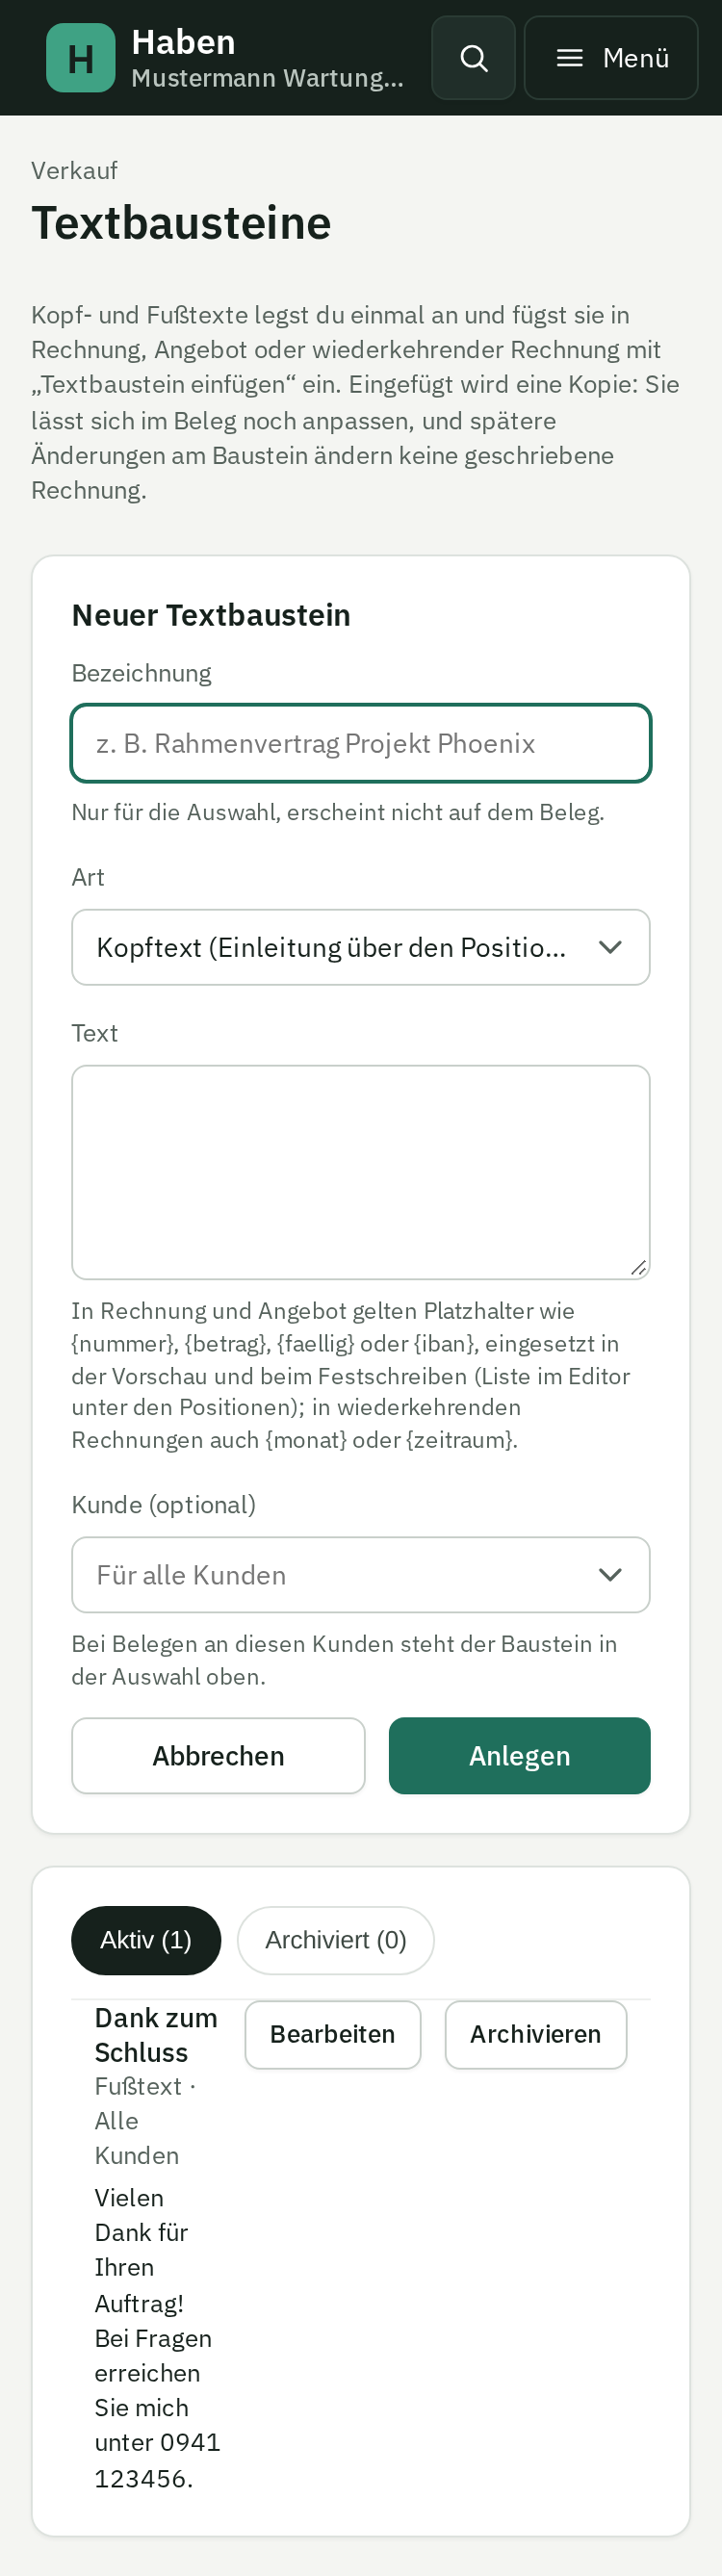 H
Haben
Mustermann Wartung...
Menü
Verkauf
Textbausteine
Kopf- und Fußtexte legst du einmal an und fügst sie in
Rechnung, Angebot oder wiederkehrender Rechnung mit
„Textbaustein einfügen“ ein. Eingefügt wird eine Kopie: Sie
lässt sich im Beleg noch anpassen, und spätere
Änderungen am Baustein ändern keine geschriebene
Rechnung.
Neuer Textbaustein
Bezeichnung
z. B. Rahmenvertrag Projekt Phoenix
Nur für die Auswahl, erscheint nicht auf dem Beleg.
Art
Kopftext (Einleitung über den Positio...
Text
In Rechnung und Angebot gelten Platzhalter wie
{nummer}, {betrag}, {faellig} oder {iban}, eingesetzt in
der Vorschau und beim Festschreiben (Liste im Editor
unter den Positionen); in wiederkehrenden
Rechnungen auch {monat} oder {zeitraum}.
Kunde (optional)
Für alle Kunden
Bei Belegen an diesen Kunden steht der Baustein in
der Auswahl oben.
Abbrechen
Anlegen
Aktiv (1)
Archiviert (0)
Dank zum
Schluss
Fußtext ·
Alle
Kunden
Vielen
Dank für
Ihren
Auftrag!
Bei Fragen
erreichen
Sie mich
unter 0941
123456.
Bearbeiten
Archivieren